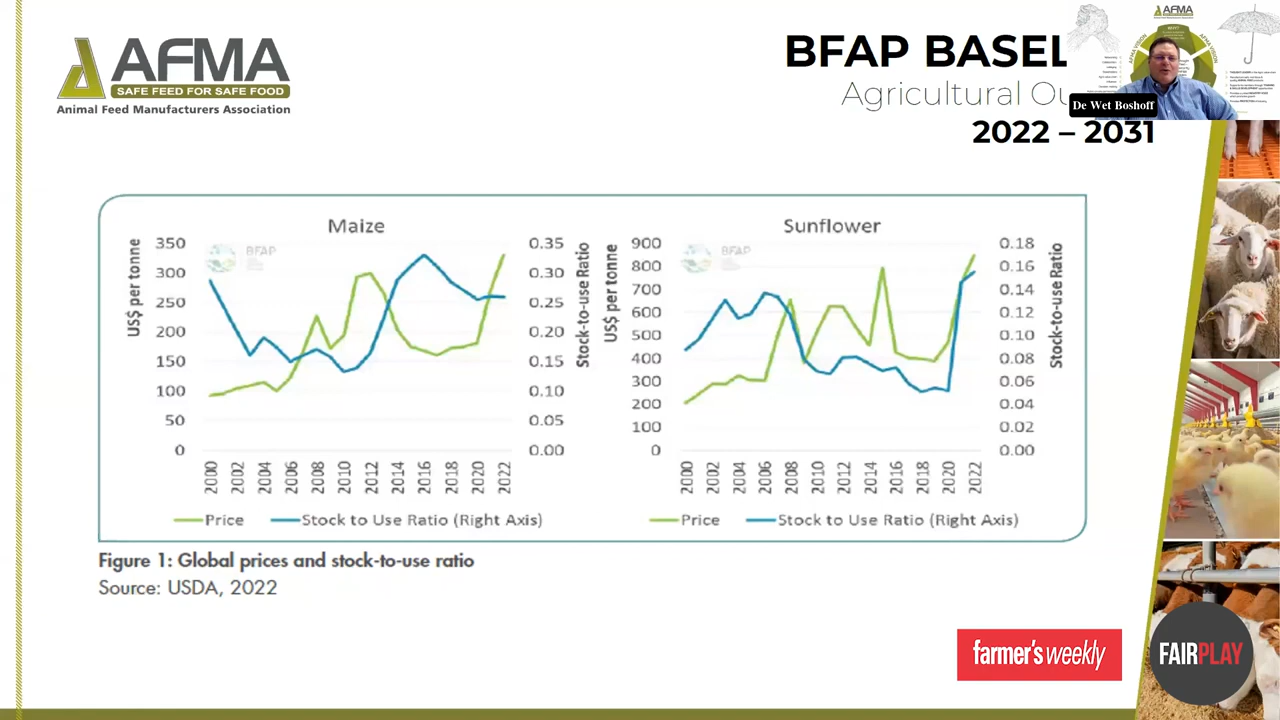 AFMA
SAFE FEED FOR SAFE FOOD
Animal Feed Manufacturers Association
BFAP BASEL
Agricultural Ou
2022 – 2031
AFMA
De Wet Boshoff
Maize
BFAP
US$ per tonne
350
300
250
200
150
100
50
0
0.35
0.30
0.25
0.20
0.15
0.10
0.05
0.00
Stock-to-use Ratio
2000
2002
2004
2006
2008
2010
2012
2014
2016
2018
2020
2022
Price
Stock to Use Ratio (Right Axis)
Sunflower
BFAP
US$ per tonne
900
800
700
600
500
400
300
200
100
0
0.18
0.16
0.14
0.12
0.10
0.08
0.06
0.04
0.02
0.00
Stock-to-use Ratio
2000
2002
2004
2006
2008
2010
2012
2014
2016
2018
2020
2022
Price
Stock to Use Ratio (Right Axis)
Figure 1: Global prices and stock-to-use ratio
Source: USDA, 2022
farmer's weekly
FAIRPLAY